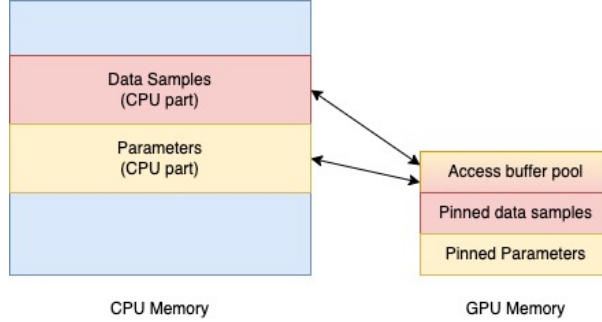 Data Samples
(CPU part)
Parameters
(CPU part)
Access buffer pool
Pinned data samples
Pinned Parameters
CPU Memory
GPU Memory